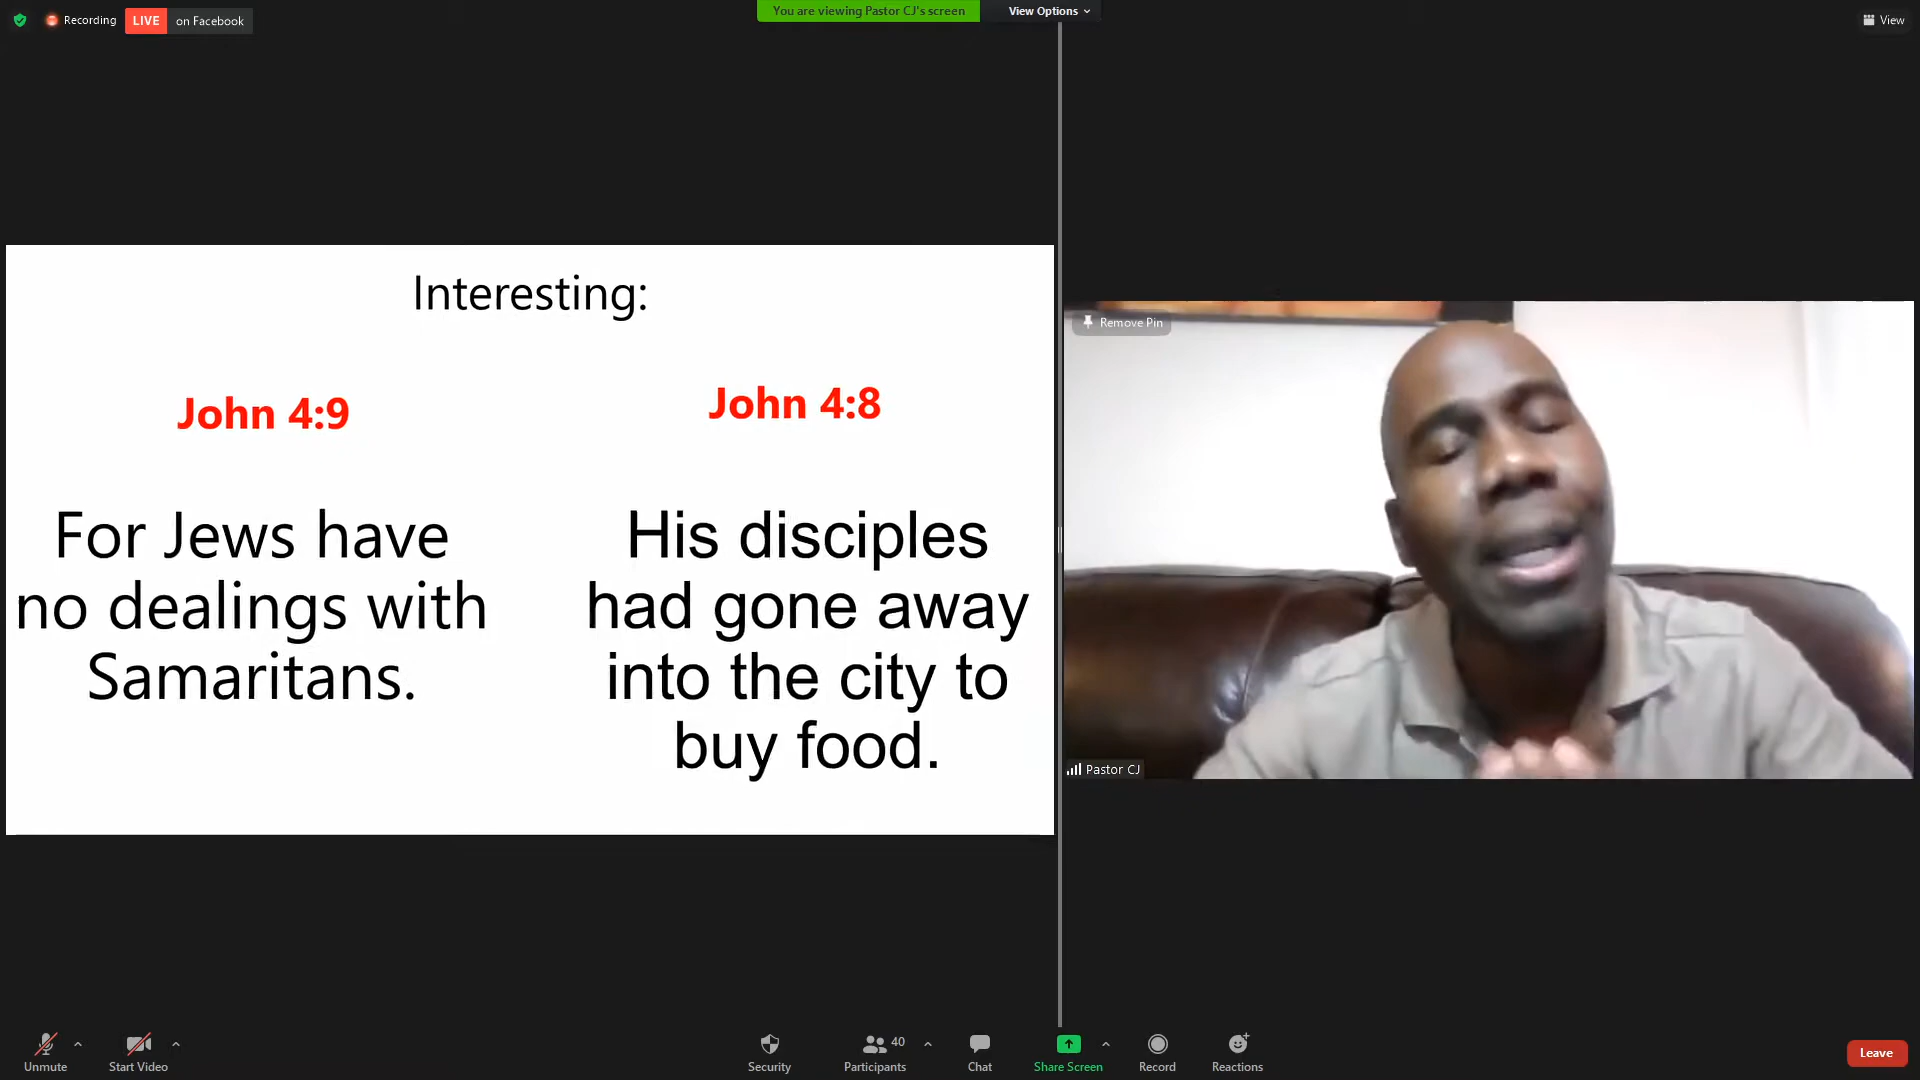 Recording
LIVE
on Facebook
You are viewing Pastor CJ's screen
View Options
View
Interesting:
John 4:9
For Jews have
no dealings with
Samaritans.
John 4:8
His disciples
had gone away
into the city to
buy food.
Remove Pin
Pastor CJ
Unmute
Start Video
Security
40
Participants
Chat
Share Screen
Record
Reactions
Leave